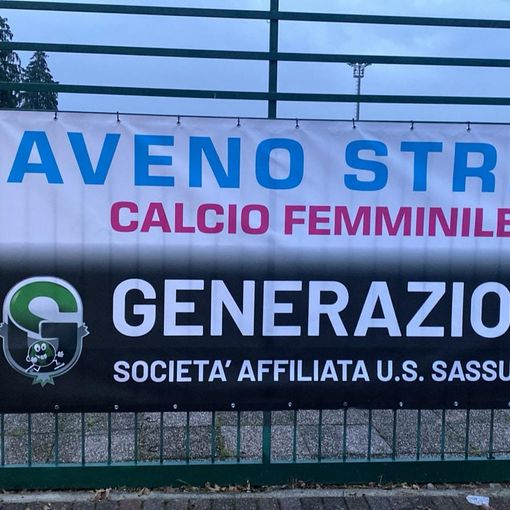 AVENO STR
CALCIO FEMMINILE
GENERAZIO
SOCIETA' AFFILIATA U.S. SASSU